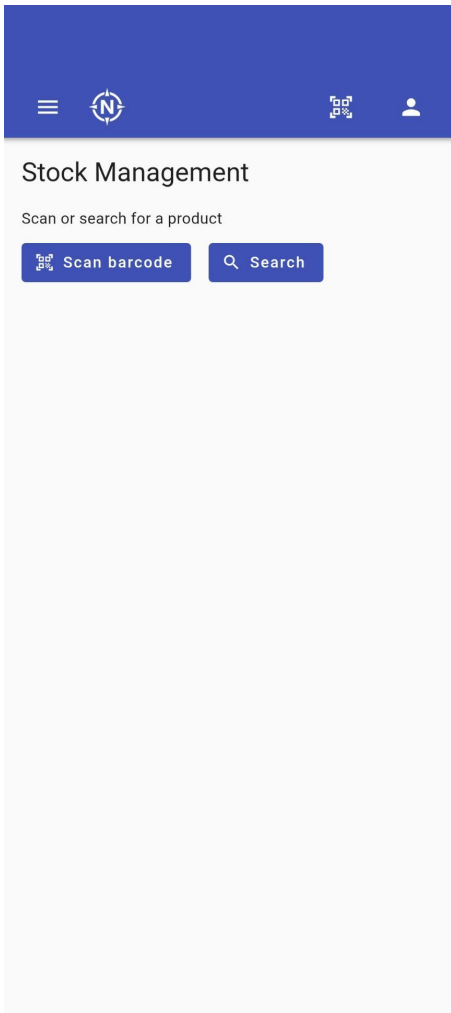 N
Stock Management
Scan or search for a product
Scan barcode
Search